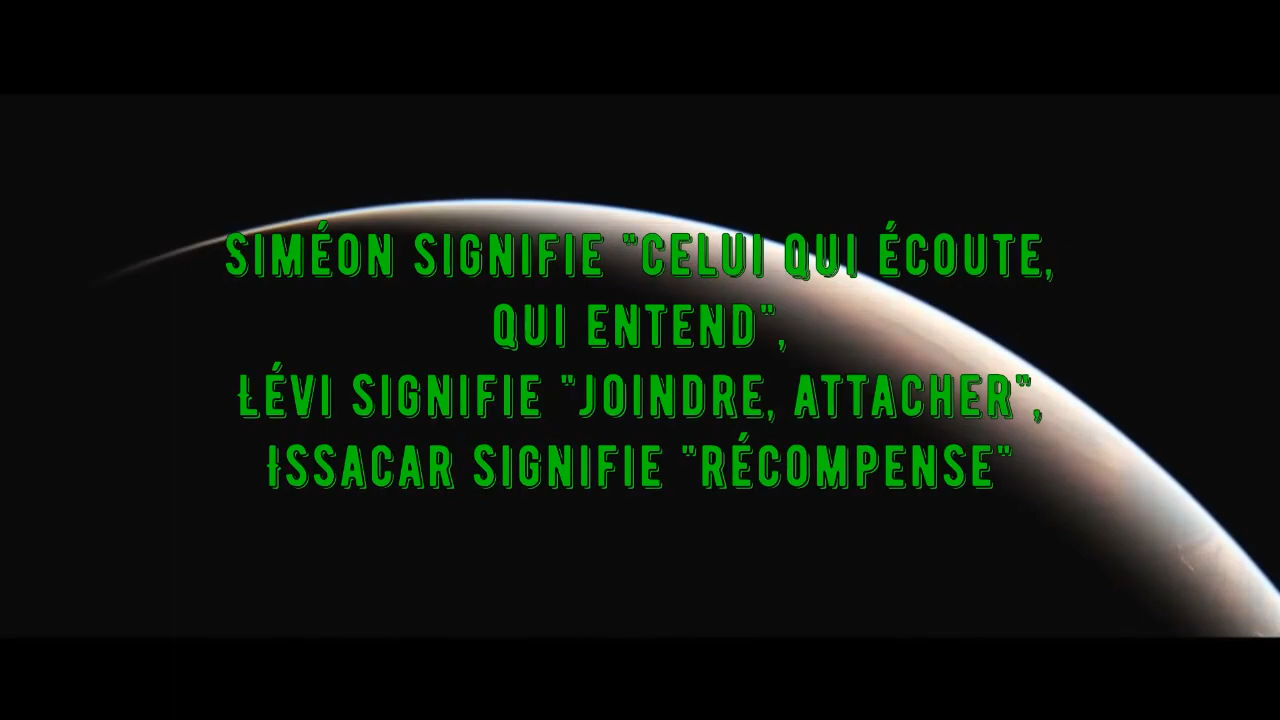 SIMÉON SIGNIFIE "CELUI QUI ÉCOUTE,
QUI ENTEND",
LÉVI SIGNIFIE "JOINDRE, ATTACHER",
ISSACAR SIGNIFIE "RÉCOMPENSE"